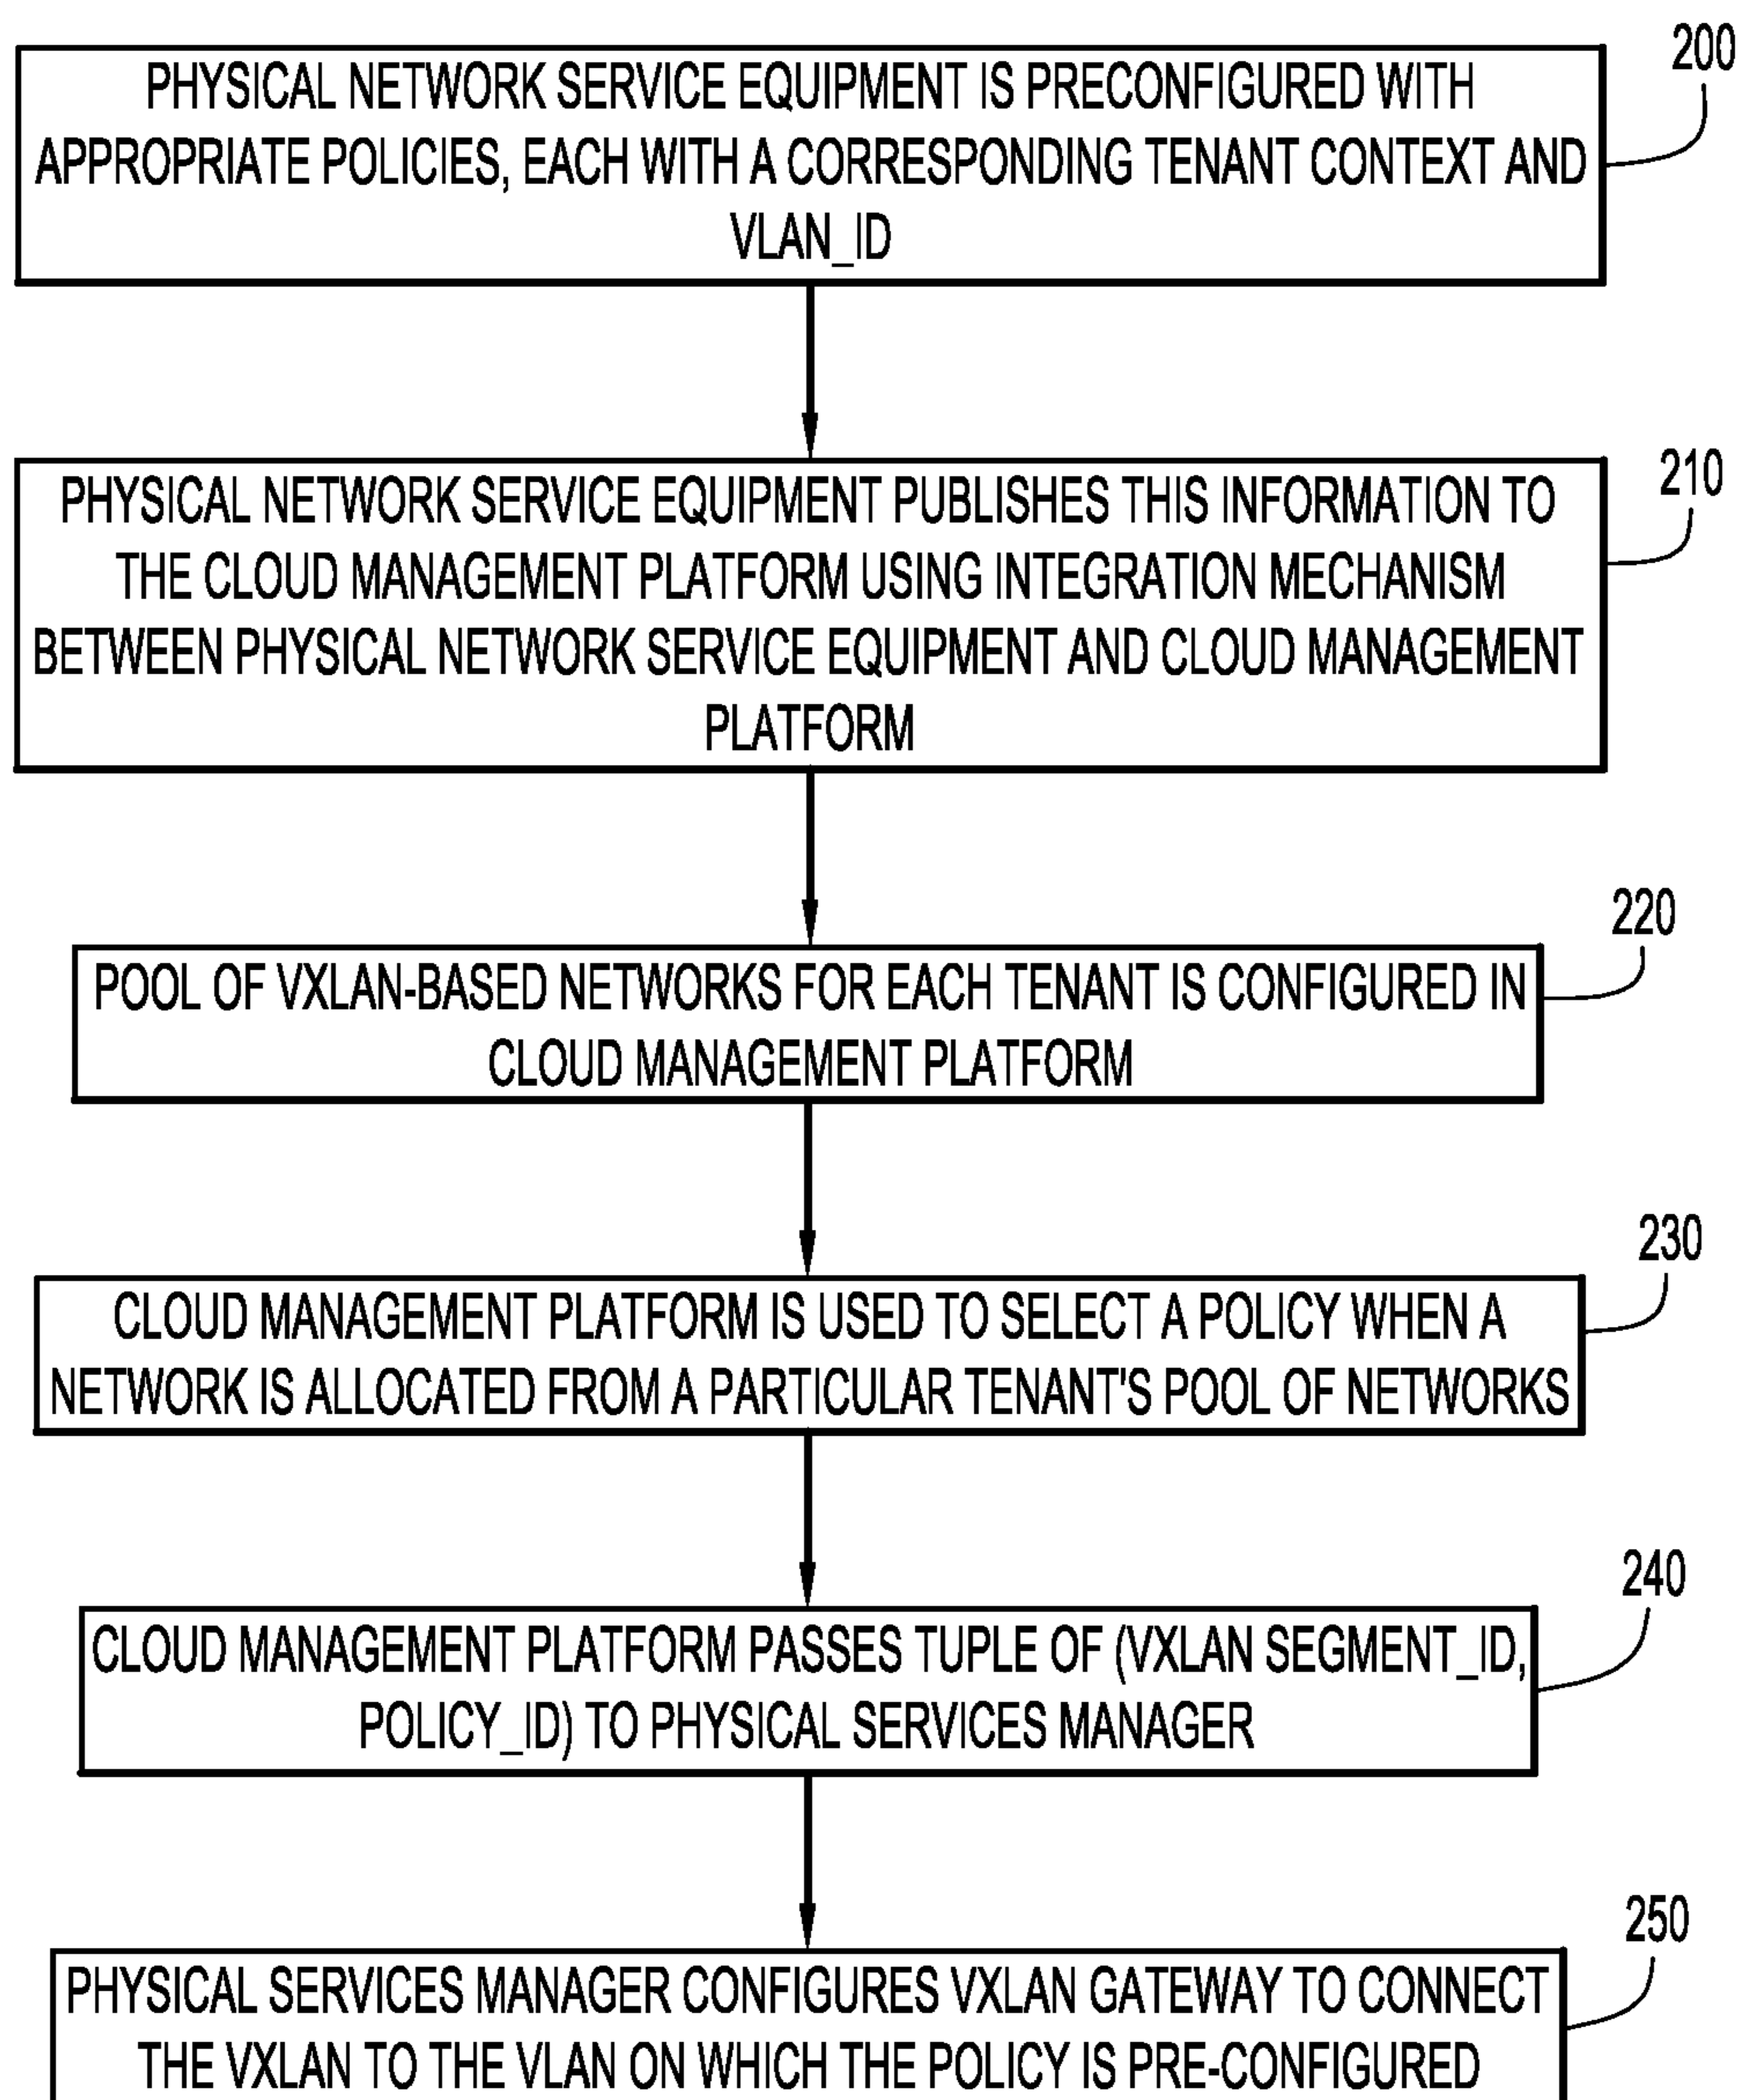 200
PHYSICAL NETWORK SERVICE EQUIPMENT IS PRECONFIGURED WITH
APPROPRIATE POLICIES, EACH WITH A CORRESPONDING TENANT CONTEXT AND
VLAN_ID
210
PHYSICAL NETWORK SERVICE EQUIPMENT PUBLISHES THIS INFORMATION TO
THE CLOUD MANAGEMENT PLATFORM USING INTEGRATION MECHANISM
BETWEEN PHYSICAL NETWORK SERVICE EQUIPMENT AND CLOUD MANAGEMENT
PLATFORM
220
POOL OF VXLAN-BASED NETWORKS FOR EACH TENANT IS CONFIGURED IN
CLOUD MANAGEMENT PLATFORM
230
CLOUD MANAGEMENT PLATFORM IS USED TO SELECT A POLICY WHEN A
NETWORK IS ALLOCATED FROM A PARTICULAR TENANT'S POOL OF NETWORKS
240
CLOUD MANAGEMENT PLATFORM PASSES TUPLE OF (VXLAN SEGMENT_ID,
POLICY_ID) TO PHYSICAL SERVICES MANAGER
250
PHYSICAL SERVICES MANAGER CONFIGURES VXLAN GATEWAY TO CONNECT
THE VXLAN TO THE VLAN ON WHICH THE POLICY IS PRE-CONFIGURED